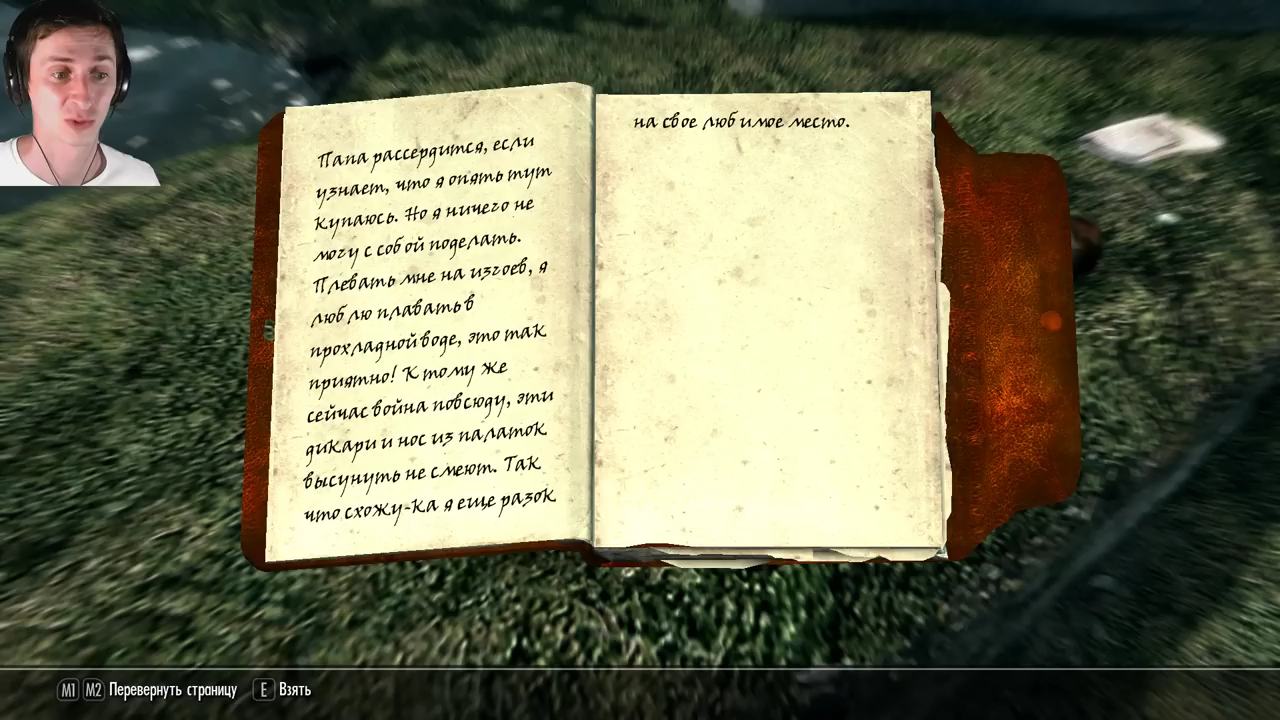 Папа рассердится, если
узнает, что я опять тут
купаюсь. Но я ничего не
могу с собой поделать.
Плевать мне на изгоев, я
люблю плавать в
прохладной воде, это так
приятно! К тому же
сейчас война повсюду, эти
дикари и нос из палаток
высунуть не смеют. Так
что схожу-ка я еще разок
на свое любимое место.
M1 M2 Перевернуть страницу E Взять